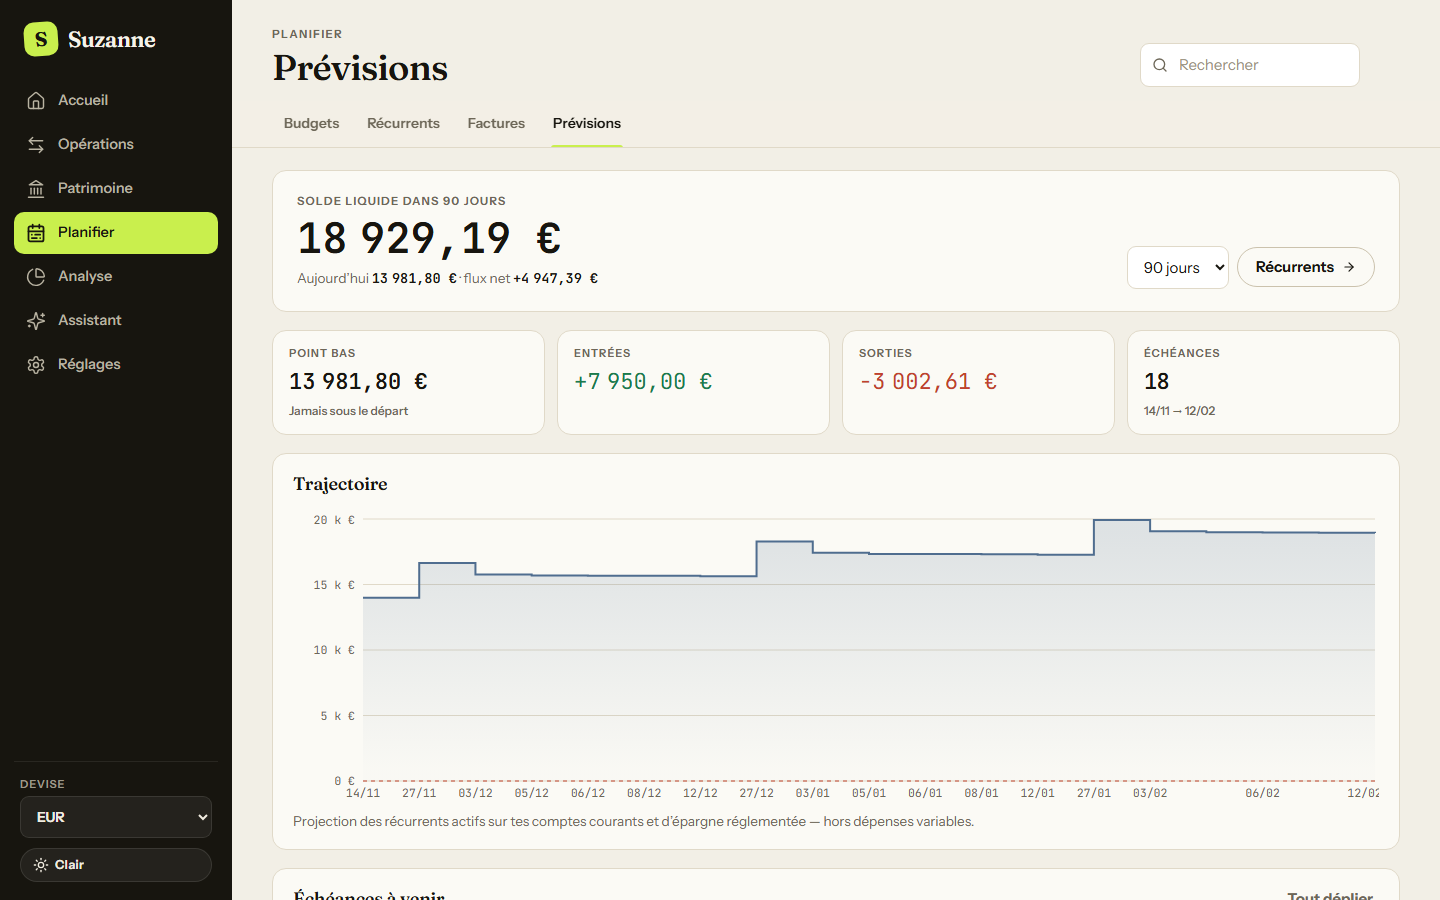 S Suzanne
Accueil
Opérations
Patrimoine
Planifier
Analyse
Assistant
Réglages
DEVISE
EUR
Clair
PLANIFIER
Prévisions
Rechercher
Budgets Récurrents Factures Prévisions
SOLDE LIQUIDE DANS 90 JOURS
18 929,19 €
Aujourd'hui 13 981,80 € · flux net +4 947,39 €
90 jours
Récurrents →
POINT BAS
13 981,80 €
Jamais sous le départ
ENTRÉES
+7 950,00 €
SORTIES
-3 002,61 €
ÉCHÉANCES
18
14/11 → 12/02
Trajectoire
20 k €
15 k €
10 k €
5 k €
0 €
14/11 27/11 03/12 05/12 06/12 08/12 12/12 27/12 03/01 05/01 06/01 08/01 12/01 27/01 03/02 06/02 12/02
Projection des récurrents actifs sur tes comptes courants et d'épargne réglementée — hors dépenses variables.
Échéances à venir
Tout déplier